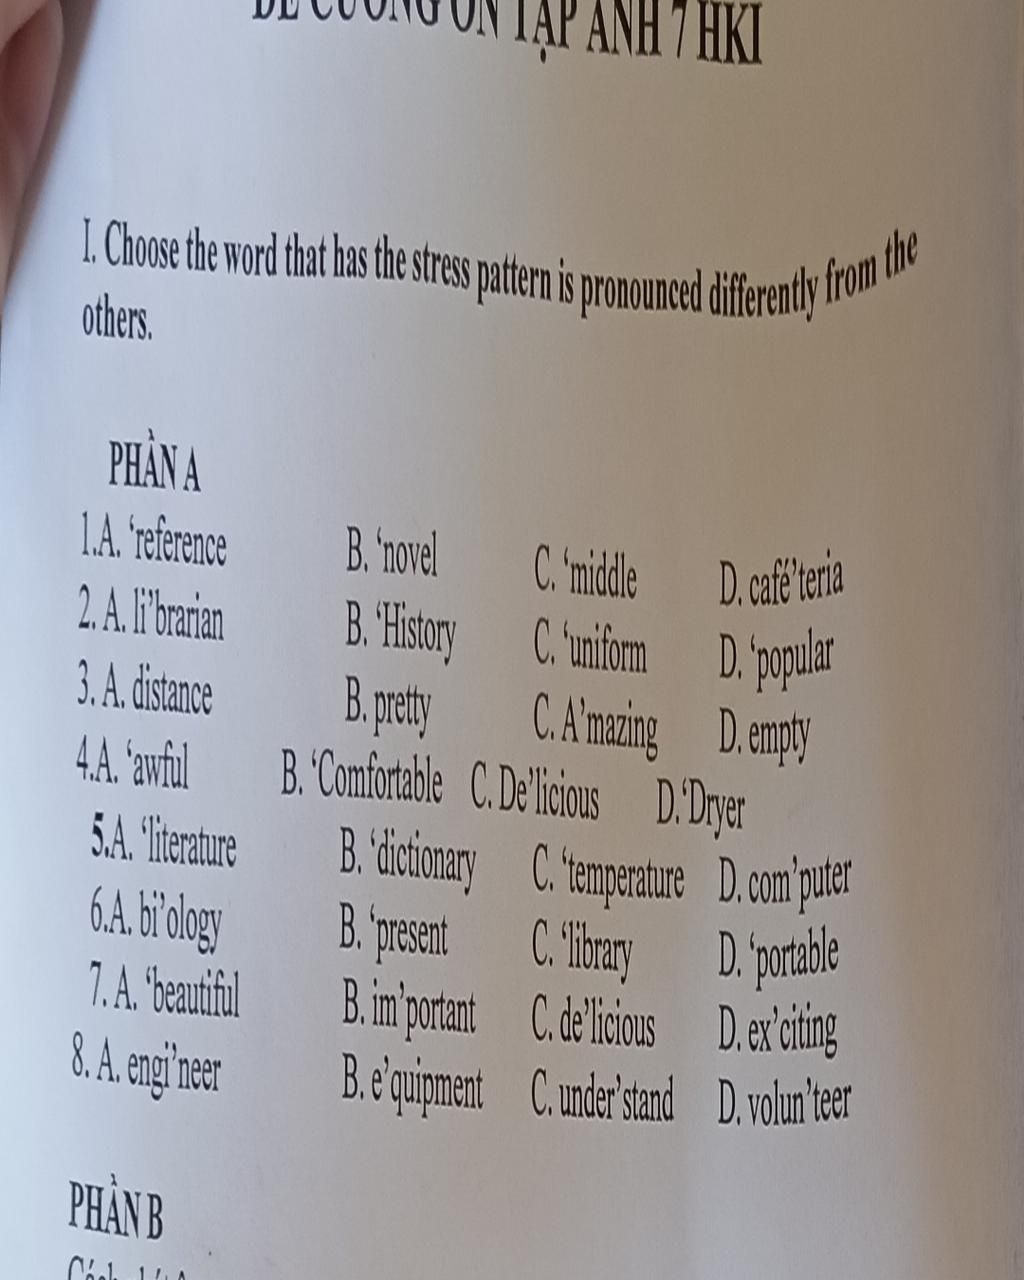 ĐỀ CƯƠNG ÔN TẬP ANH 7 HKI
I. Choose the word that has the stress pattern is pronounced differently from the
others.
PHẦN A
1.A. ‘reference B. ‘novel C. ‘middle D. café’teria
2. A. li’brarian B. ‘History C. ‘uniform D. ‘popular
3. A. distance B. pretty C. A’mazing D. empty
4.A. ‘awful B. ‘Comfortable C. De’licious D.‘Dryer
5.A. ‘literature B. ‘dictionary C. ‘temperature D. com’puter
6.A. bi’ology B. ‘present C. ‘library D. ‘portable
7. A. ‘beautiful B. im’portant C. de’licious D. ex’citing
8. A. engi’neer B. e’quipment C. under’stand D. volun’teer
PHẦN B